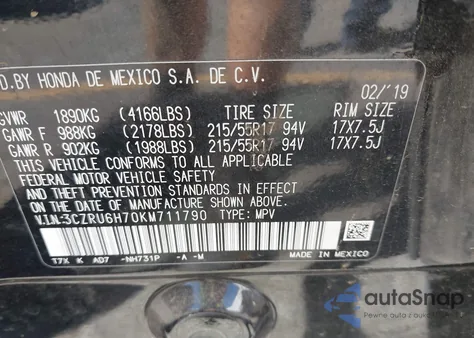 D.BY HONDA DE MEXICO S.A. DE C.V.
02/'19
GVWR 1890KG (4166LBS) TIRE SIZE RIM SIZE
GAWR F 988KG (2178LBS) 215/55R17 94V 17X7.5J
GAWR R 902KG (1988LBS) 215/55R17 94V 17X7.5J
THIS VEHICLE CONFORMS TO ALL APPLICABLE
FEDERAL MOTOR VEHICLE SAFETY
AND THEFT PREVENTION STANDARDS IN EFFECT
ON THE DATE OF MANUFACTURE SHOWN ABOVE.
V.I.N.:3CZRU6H70KM711790 TYPE: MPV
T7X K AD7 -NH731P -A -M MADE IN MEXICO
autoSnap
Pewne auto z aukcji